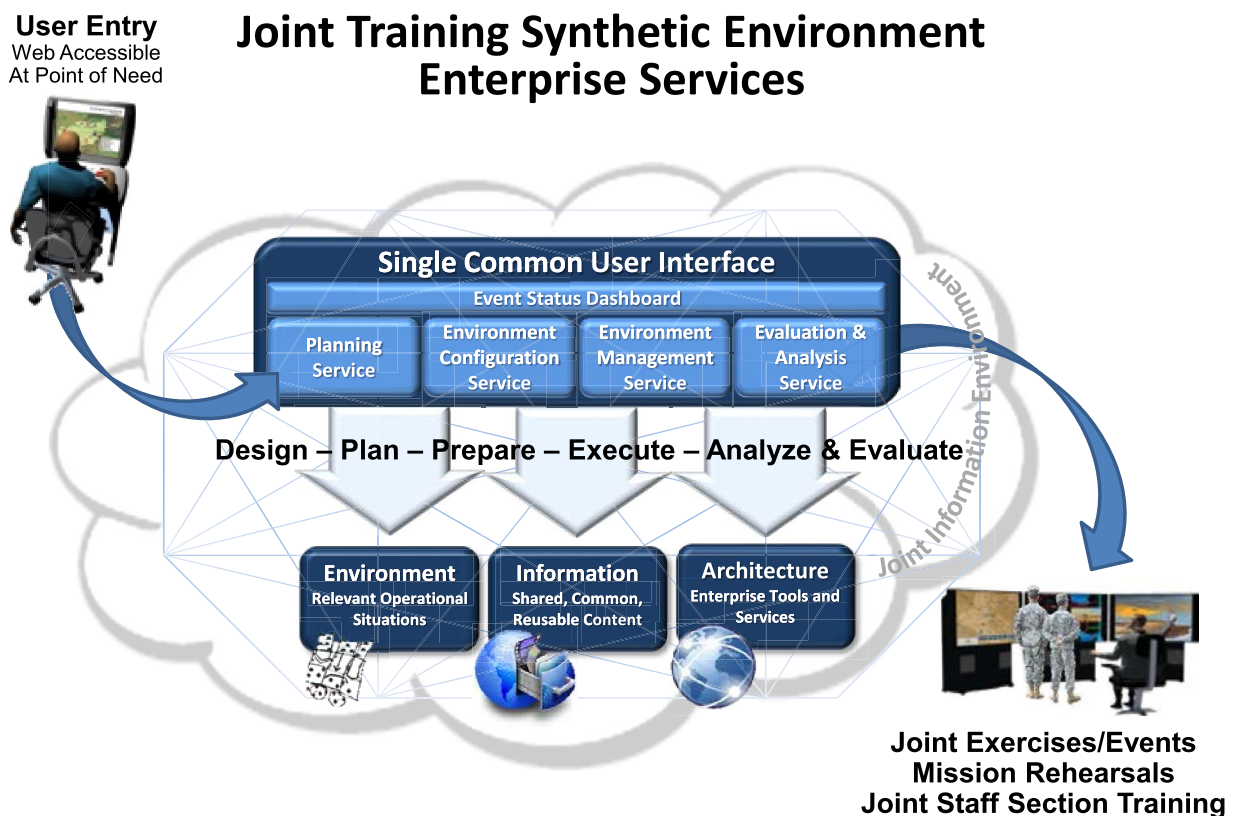 User Entry
Web Accessible
At Point of Need
Joint Training Synthetic Environment
Enterprise Services
Single Common User Interface
Event Status Dashboard
Planning
Service
Environment
Configuration
Service
Environment
Management
Service
Evaluation &
Analysis
Service
Joint Information Environment
Design – Plan – Prepare – Execute – Analyze & Evaluate
Environment
Relevant Operational
Situations
Information
Shared, Common,
Reusable Content
Architecture
Enterprise Tools and
Services
Joint Exercises/Events
Mission Rehearsals
Joint Staff Section Training